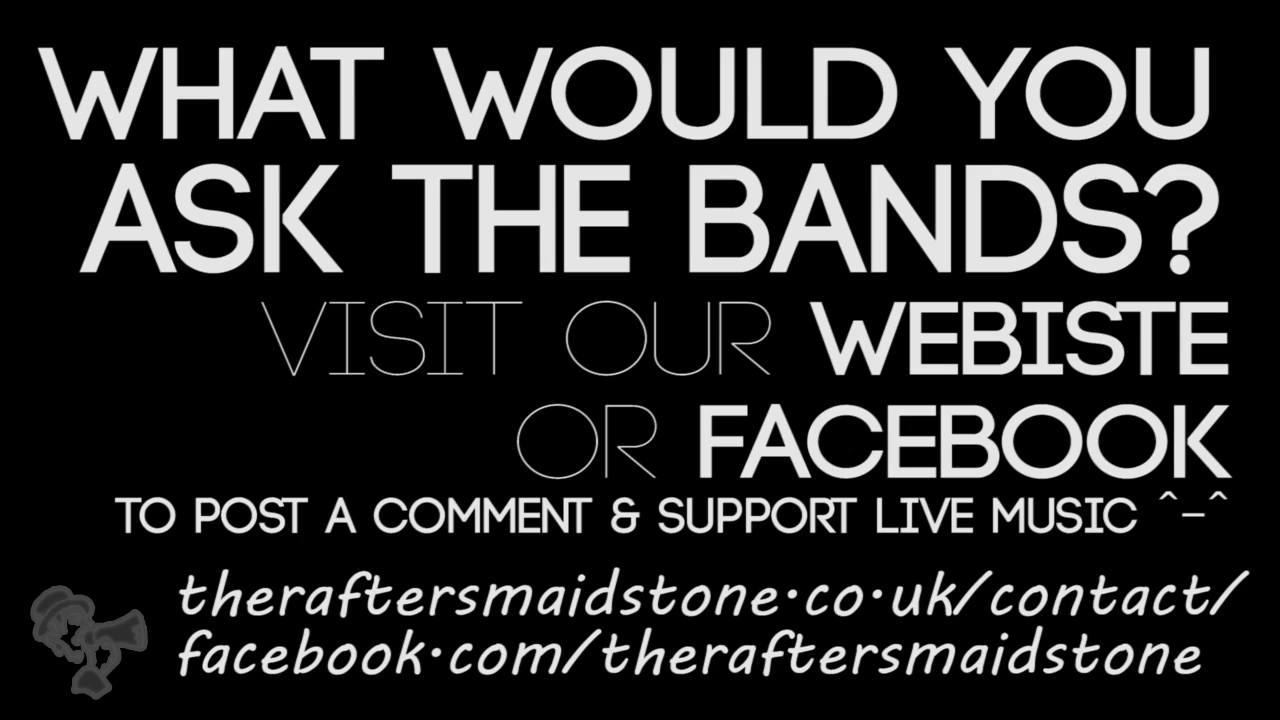 WHAT WOULD YOU
ASK THE BANDS?
VISIT OUR WEBISTE
OR FACEBOOK
TO POST A COMMENT & SUPPORT LIVE MUSIC ^-^
theraftersmaidstone.co.uk/contact/
facebook.com/theraftersmaidstone